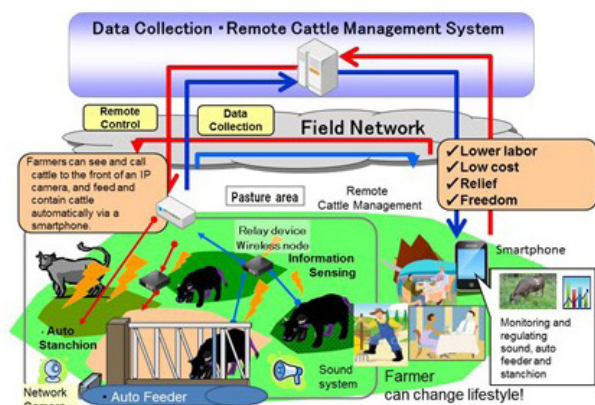 Data Collection ・Remote Cattle Management System
Remote
Control
Data
Collection
Field Network
Farmers can see and call
cattle to the front of an IP
camera, and feed and
contain cattle
automatically via a
smartphone.
✓Lower labor
✓Low cost
✓Relief
✓Freedom
Pasture area
Remote
Cattle Management
Relay device
Wireless node
Information
Sensing
Smartphone
・Auto
Stanchion
Monitoring and
regulating
sound, auto
feeder and
stanchion
Sound
system
Network
Camera
・Auto Feeder
Farmer
can change lifestyle!